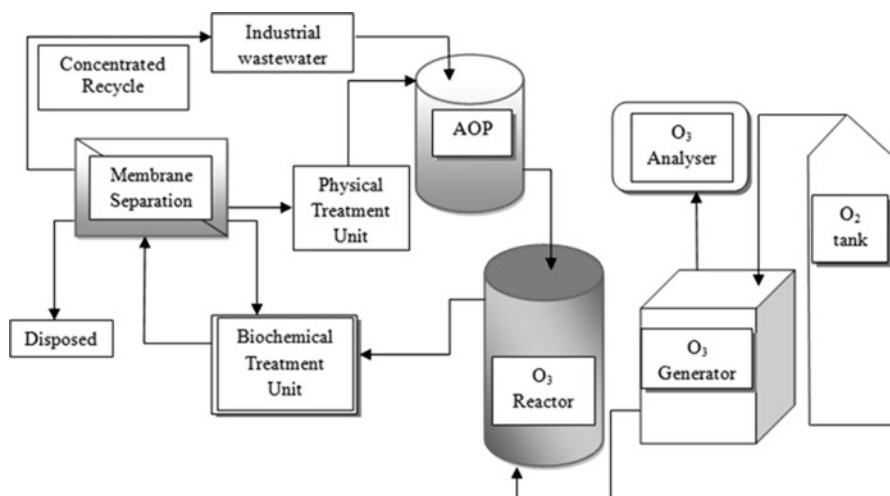 Industrial
wastewater
Concentrated
Recycle
AOP
O₃
Analyser
Membrane
Separation
Physical
Treatment
Unit
O₂
tank
Disposed
Biochemical
Treatment
Unit
O₃
Reactor
O₃
Generator